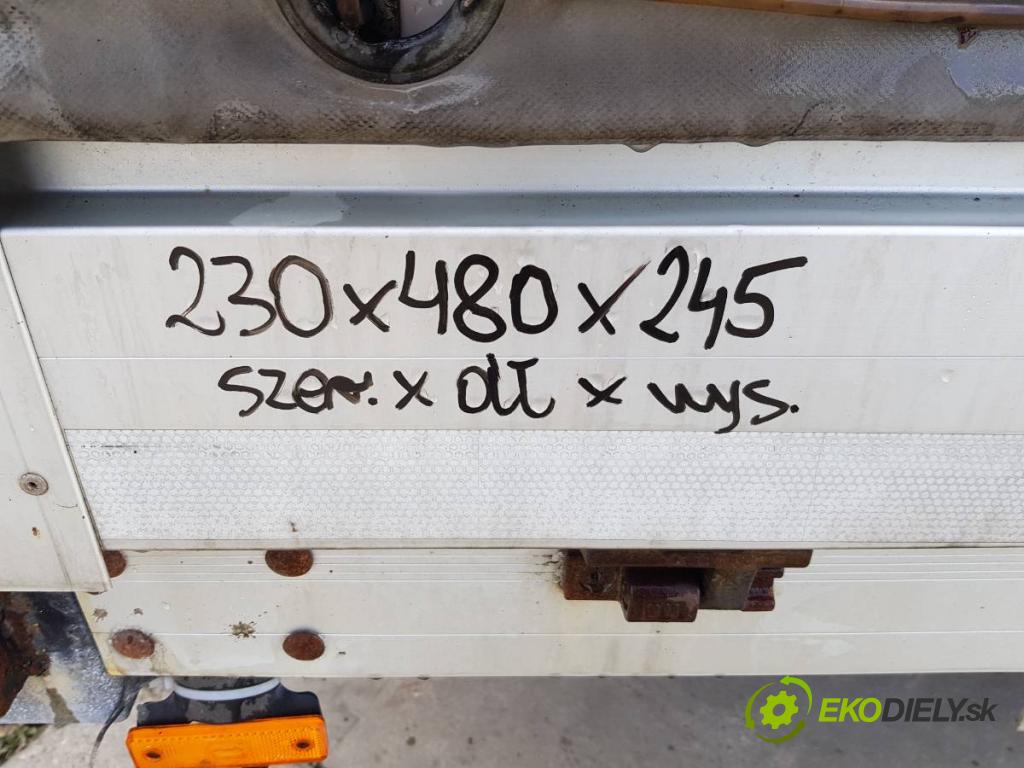 230x480x245
szer. x dł x wys.
EKODIELY.sk